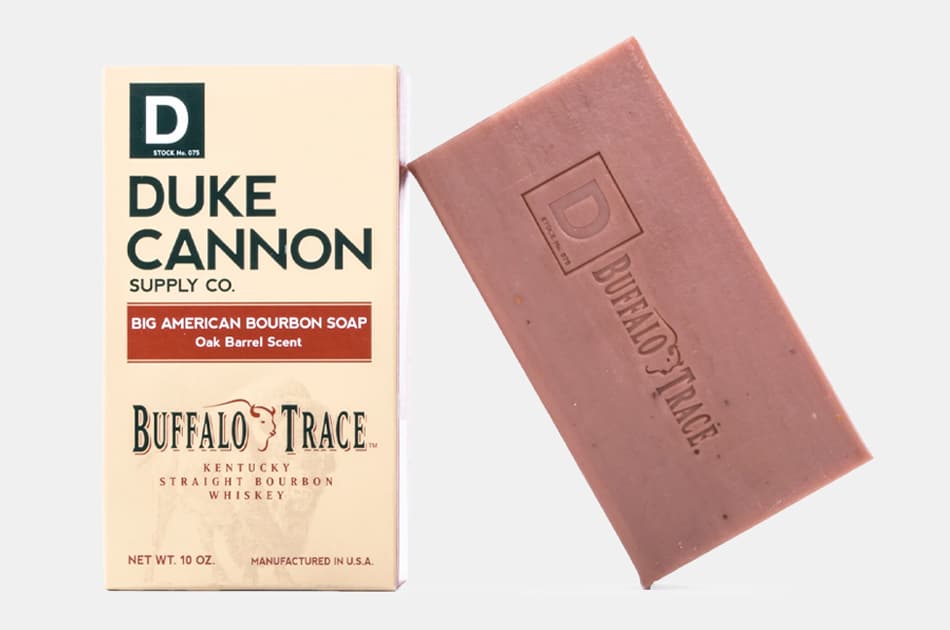 D
STOCK No. 075
DUKE
CANNON
SUPPLY CO.
BIG AMERICAN BOURBON SOAP
Oak Barrel Scent
BUFFALO TRACE™
KENTUCKY
STRAIGHT BOURBON
WHISKEY
NET WT. 10 OZ.
MANUFACTURED IN U.S.A.
D
STOCK No. 075
BUFFALO TRACE.